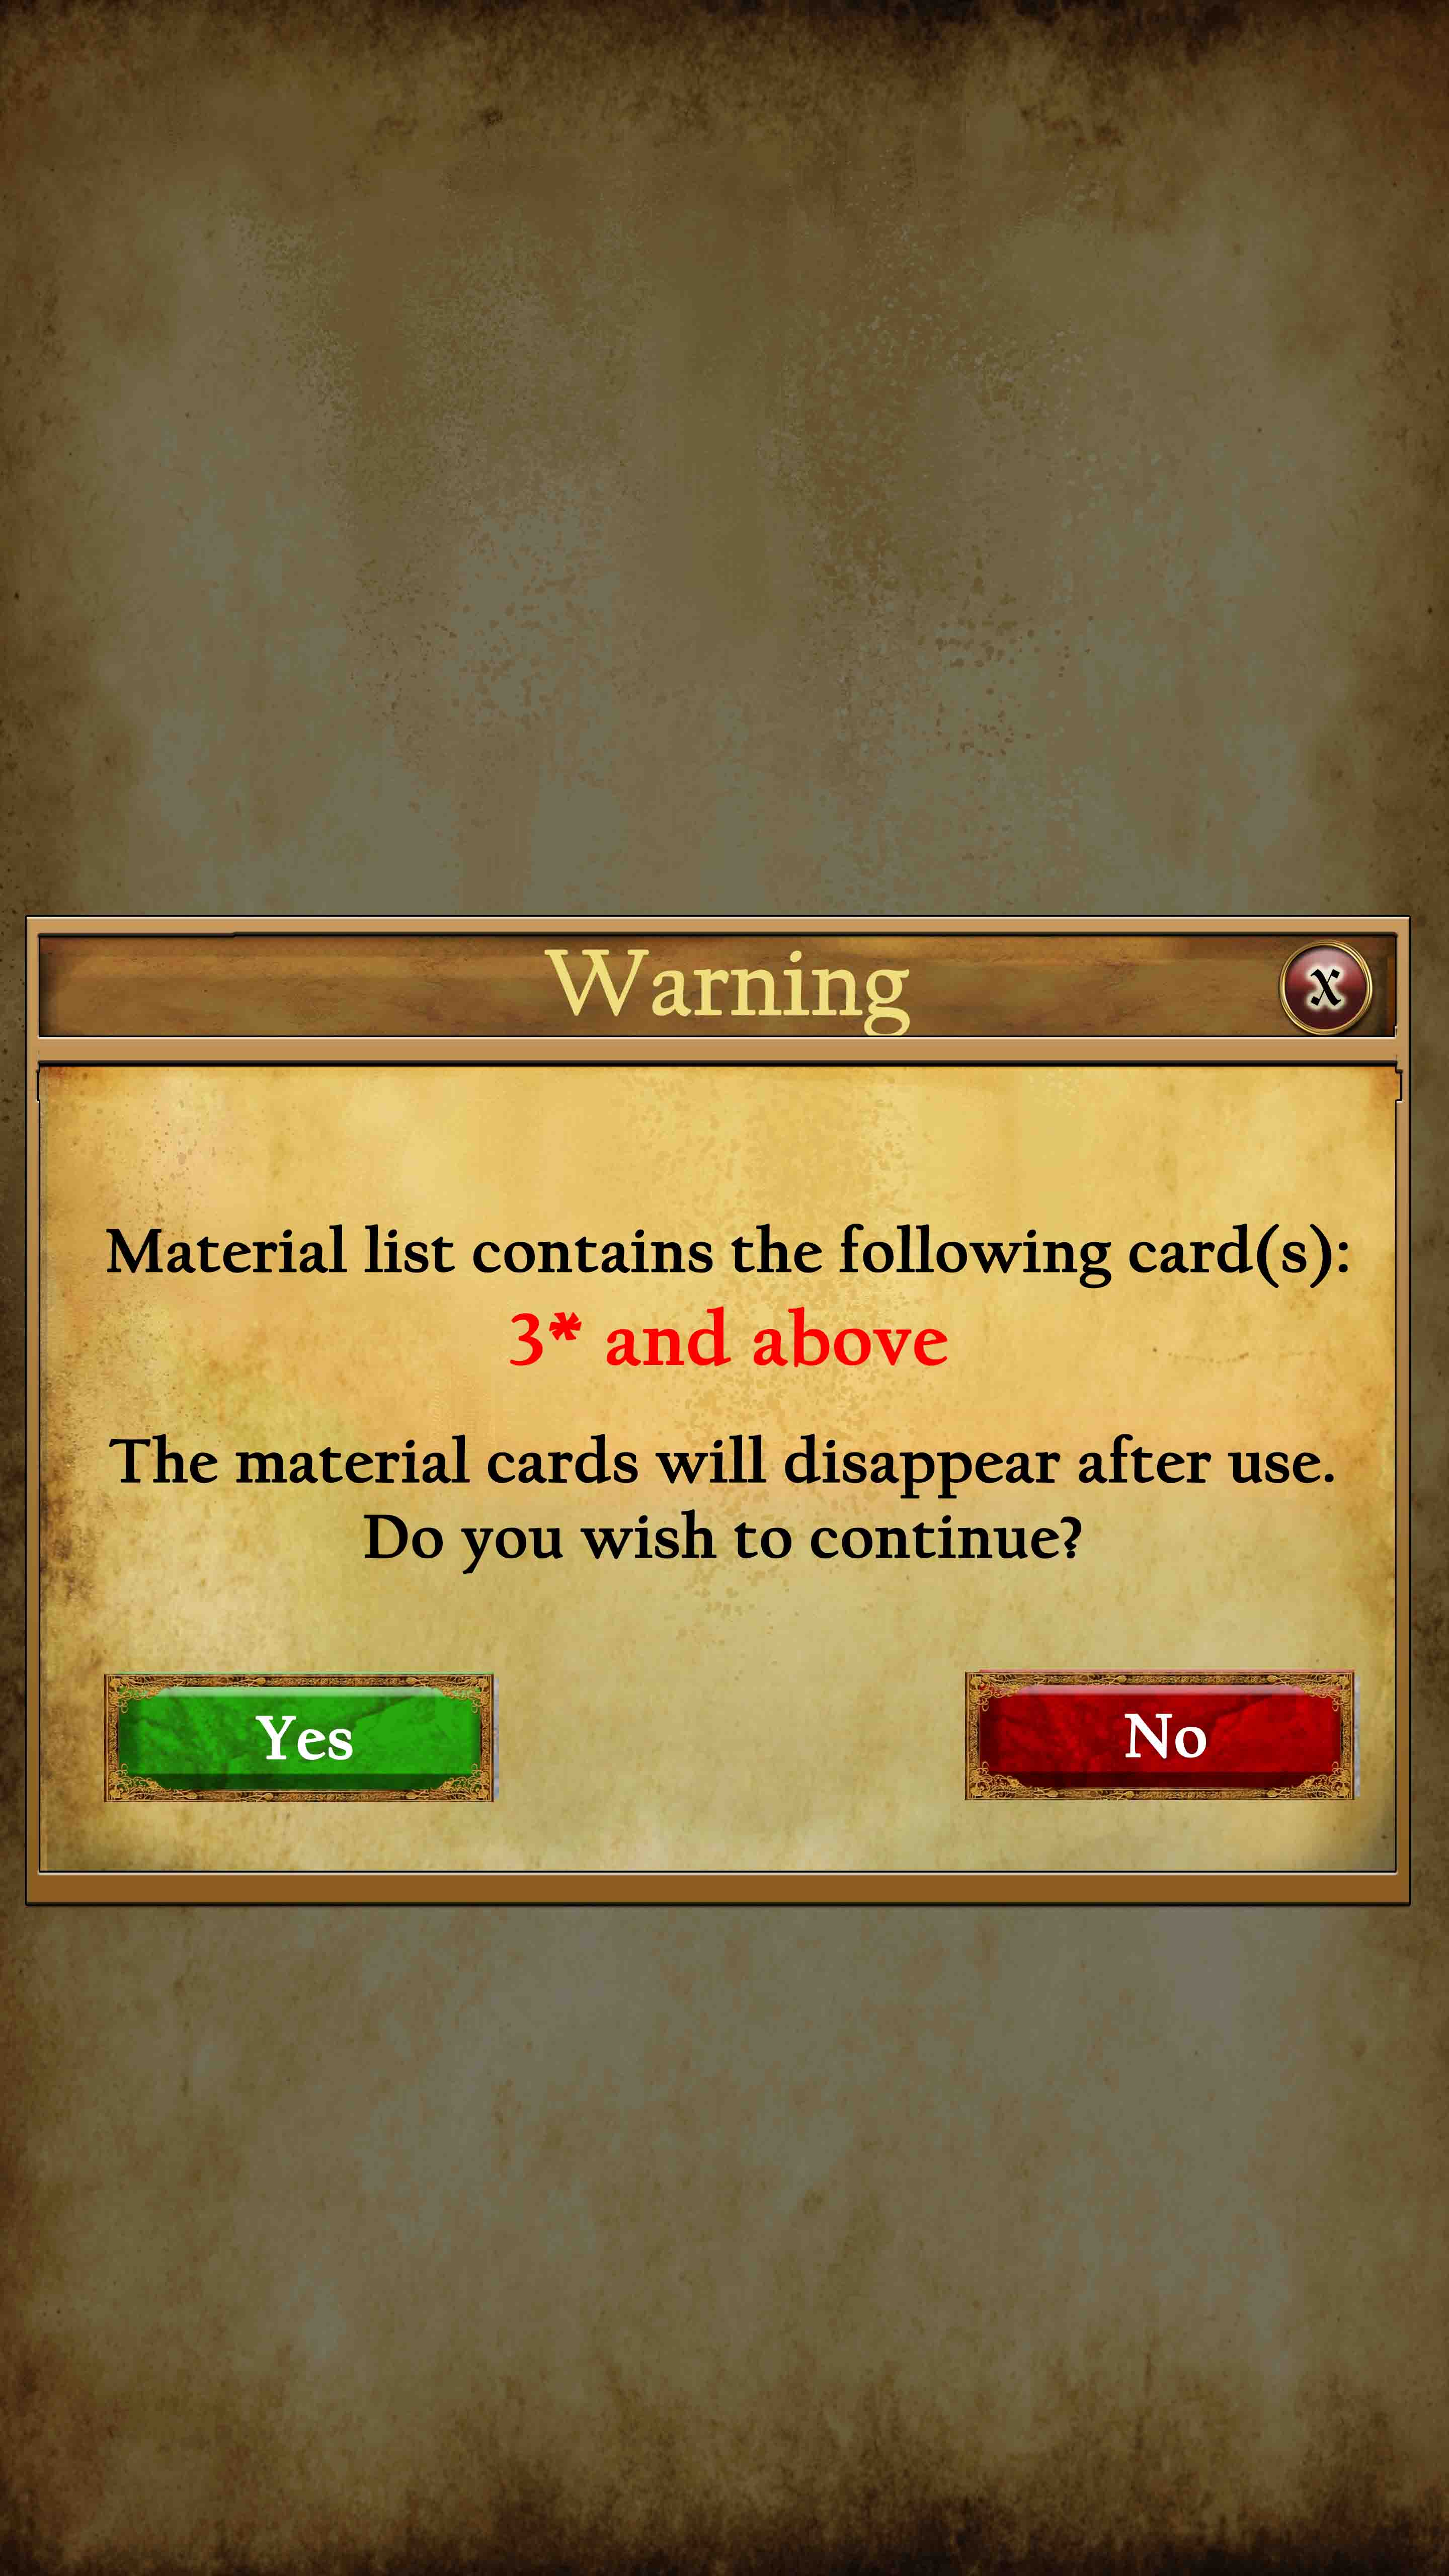 Warning
X
Material list contains the following card(s):
3* and above
The material cards will disappear after use.
Do you wish to continue?
Yes
No